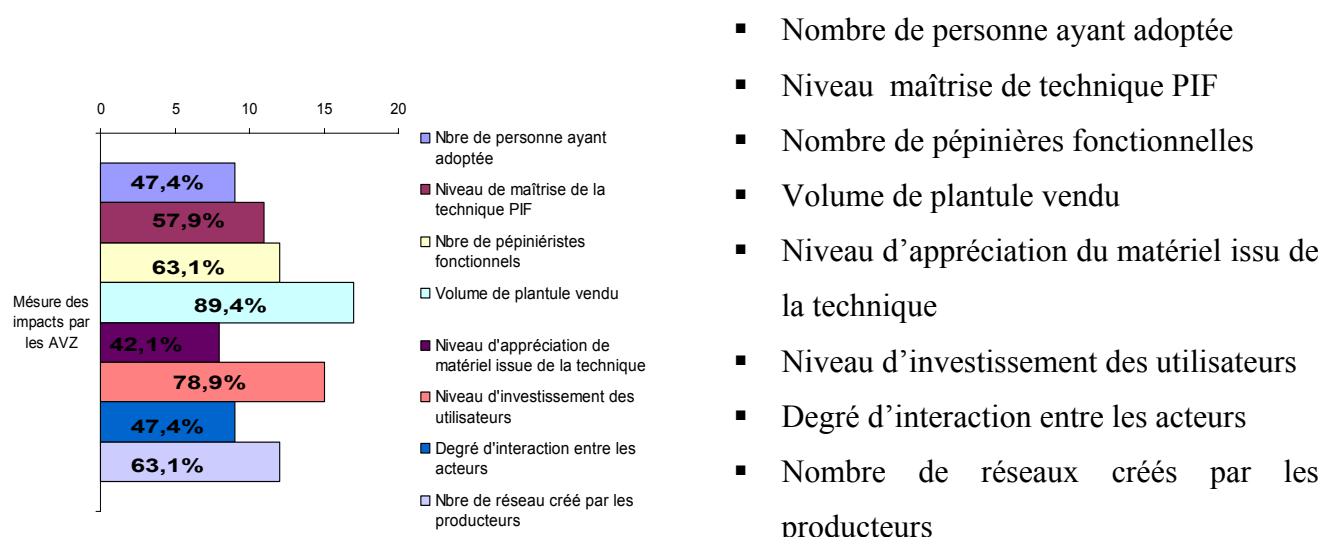 0 5 10 15 20
47,4%
57,9%
63,1%
89,4%
42,1%
78,9%
47,4%
63,1%
Mésure des
impacts par
les AVZ
Nbre de personne ayant
adoptée
Niveau de maîtrise de la
technique PIF
Nbre de pépiniéristes
fonctionnels
Volume de plantule vendu
Niveau d'appréciation de
matériel issue de la technique
Niveau d'investissement des
utilisateurs
Degré d'interaction entre les
acteurs
Nbre de réseau créé par les
producteurs
▪ Nombre de personne ayant adoptée
▪ Niveau maîtrise de technique PIF
▪ Nombre de pépinières fonctionnelles
▪ Volume de plantule vendu
▪ Niveau d’appréciation du matériel issu de
la technique
▪ Niveau d’investissement des utilisateurs
▪ Degré d’interaction entre les acteurs
▪ Nombre de réseaux créés par les
producteurs